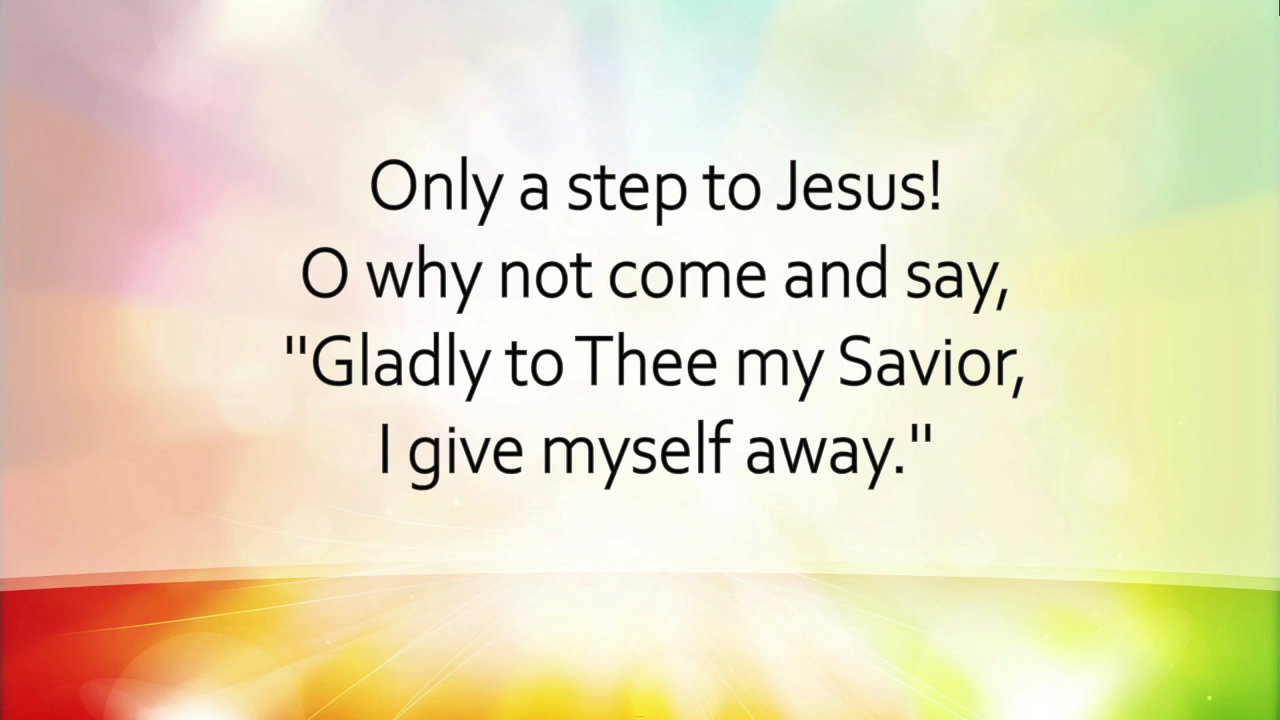 Only a step to Jesus!
O why not come and say,
"Gladly to Thee my Savior,
I give myself away."